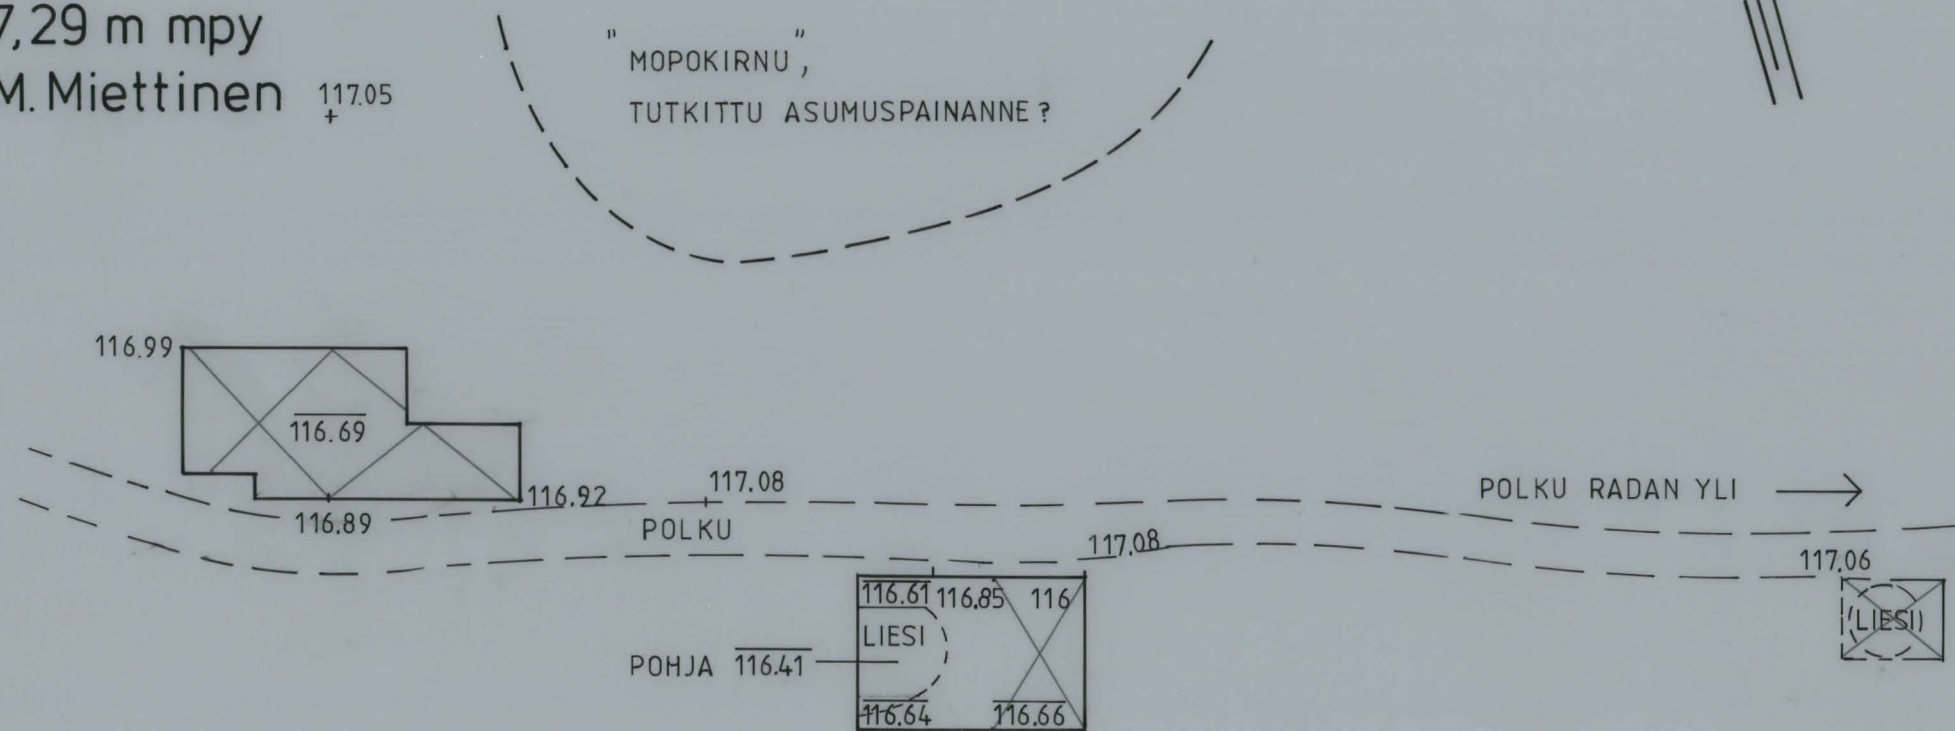 7,29 m mpy
M. Miettinen
117.05
"MOPOKIRNU",
TUTKITTU ASUMUSPAINANNE?
116.99
116.69
116.92
116.89
117.08
POLKU
POLKU RADAN YLI
117.08
117.06
116.61 116.85 116
LIESI
(LIESI)
POHJA 116.41
116.64 116.66